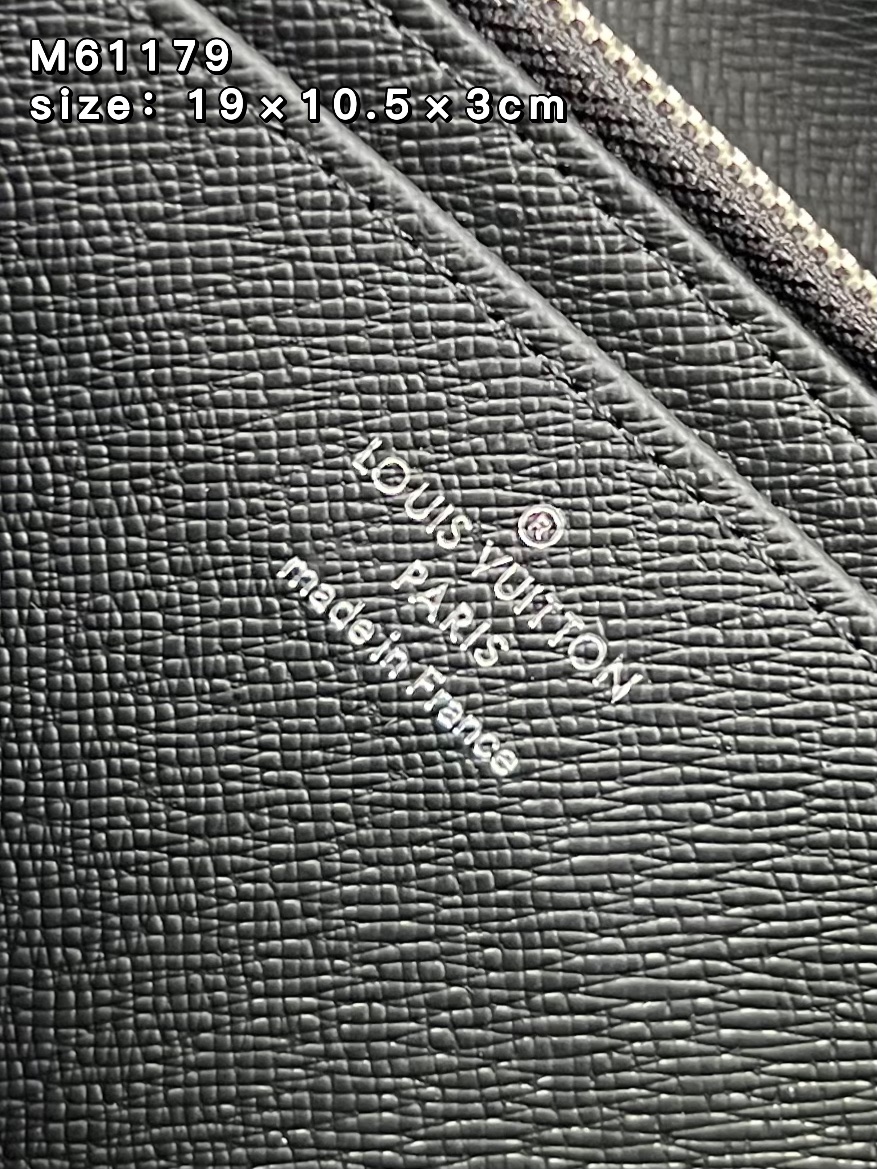 M61179
size: 19×10.5×3cm
LOUIS VUITTON®
PARIS
made in France